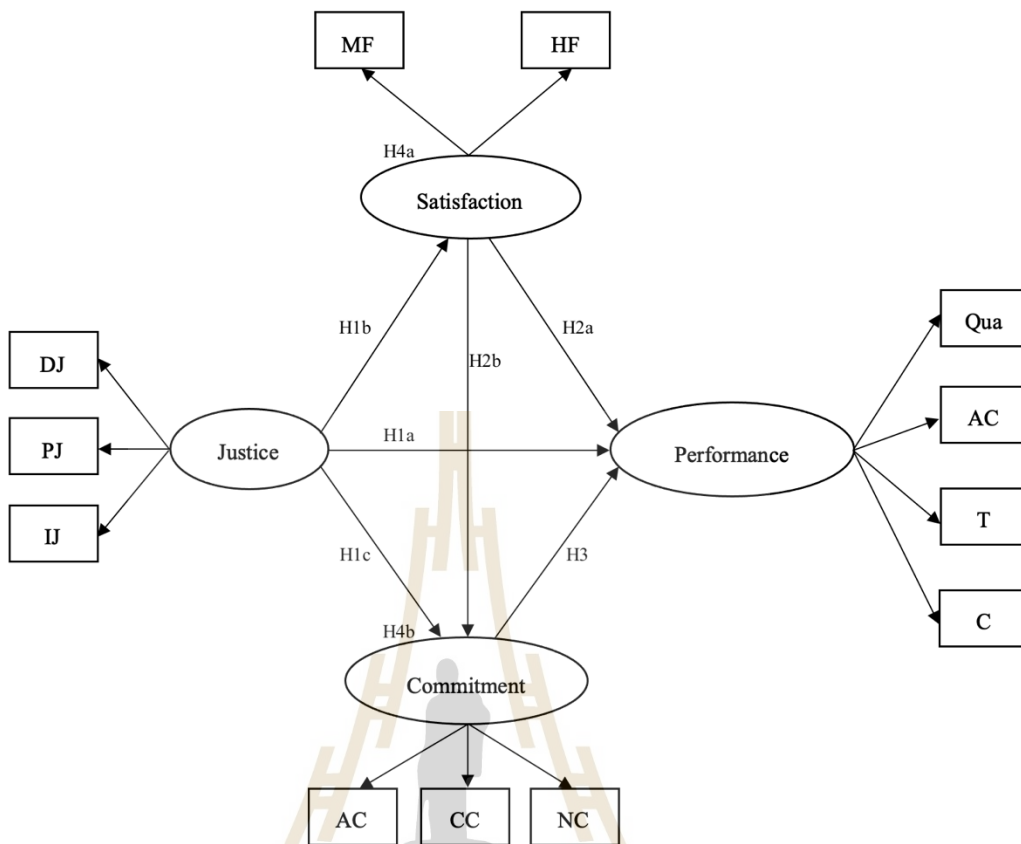 MF
HF
H4a
Satisfaction
H1b
H2a
H2b
Qua
DJ
AC
PJ
Justice
H1a
Performance
IJ
T
H1c
H3
C
H4b
Commitment
AC
CC
NC